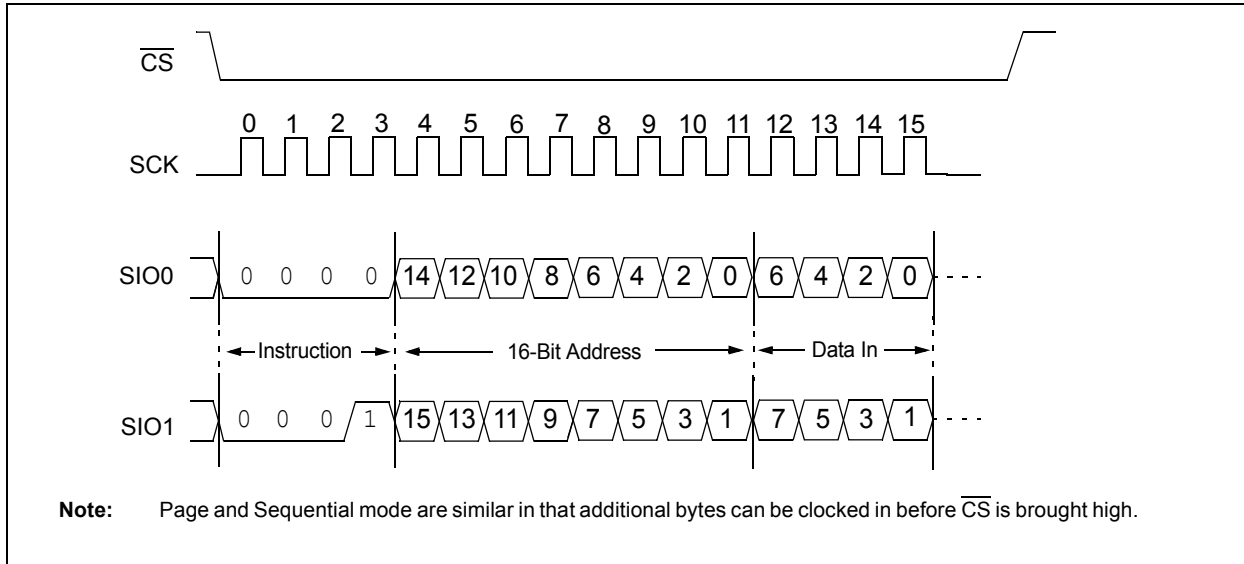 CS
0 1 2 3 4 5 6 7 8 9 10 11 12 13 14 15
SCK
SIO0 0 0 0 0 14 12 10 8 6 4 2 0 6 4 2 0
Instruction 16-Bit Address Data In
SIO1 0 0 0 1 15 13 11 9 7 5 3 1 7 5 3 1
Note: Page and Sequential mode are similar in that additional bytes can be clocked in before CS is brought high.